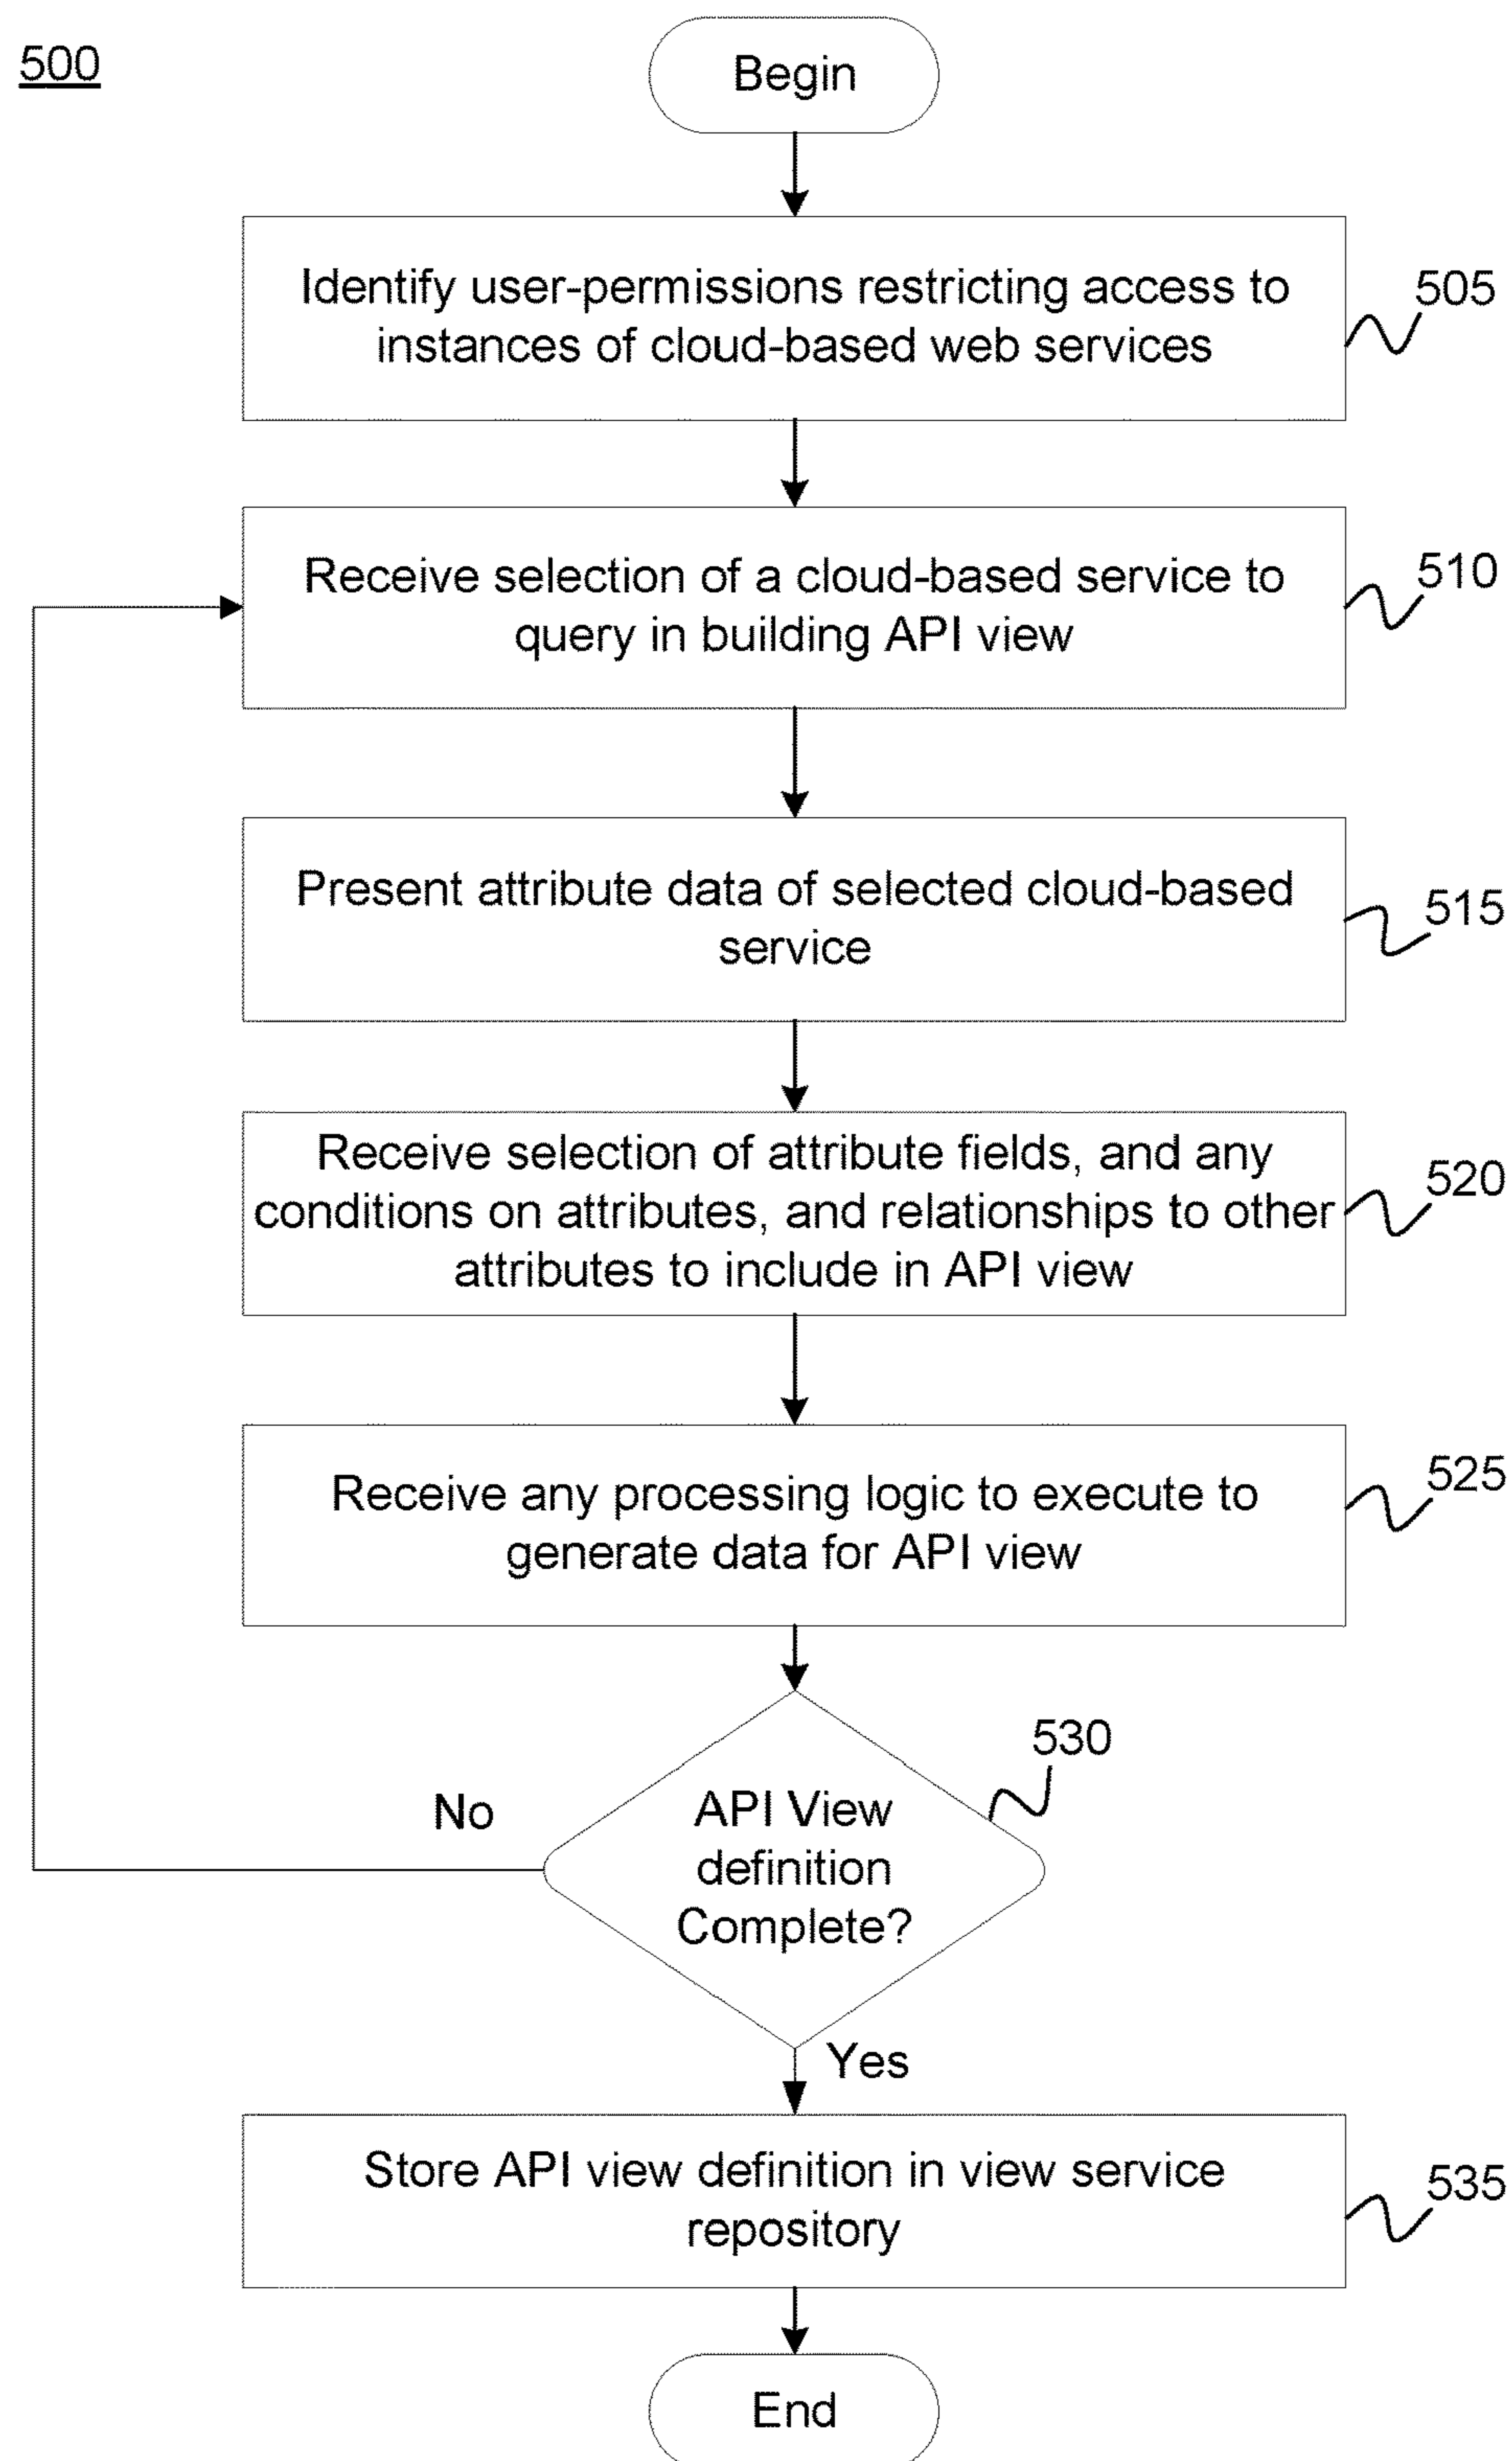 500
Begin
Identify user-permissions restricting access to
instances of cloud-based web services
505
Receive selection of a cloud-based service to
query in building API view
510
Present attribute data of selected cloud-based
service
515
Receive selection of attribute fields, and any
conditions on attributes, and relationships to other
attributes to include in API view
520
Receive any processing logic to execute to
generate data for API view
525
530
No
API View
definition
Complete?
Yes
Store API view definition in view service
repository
535
End